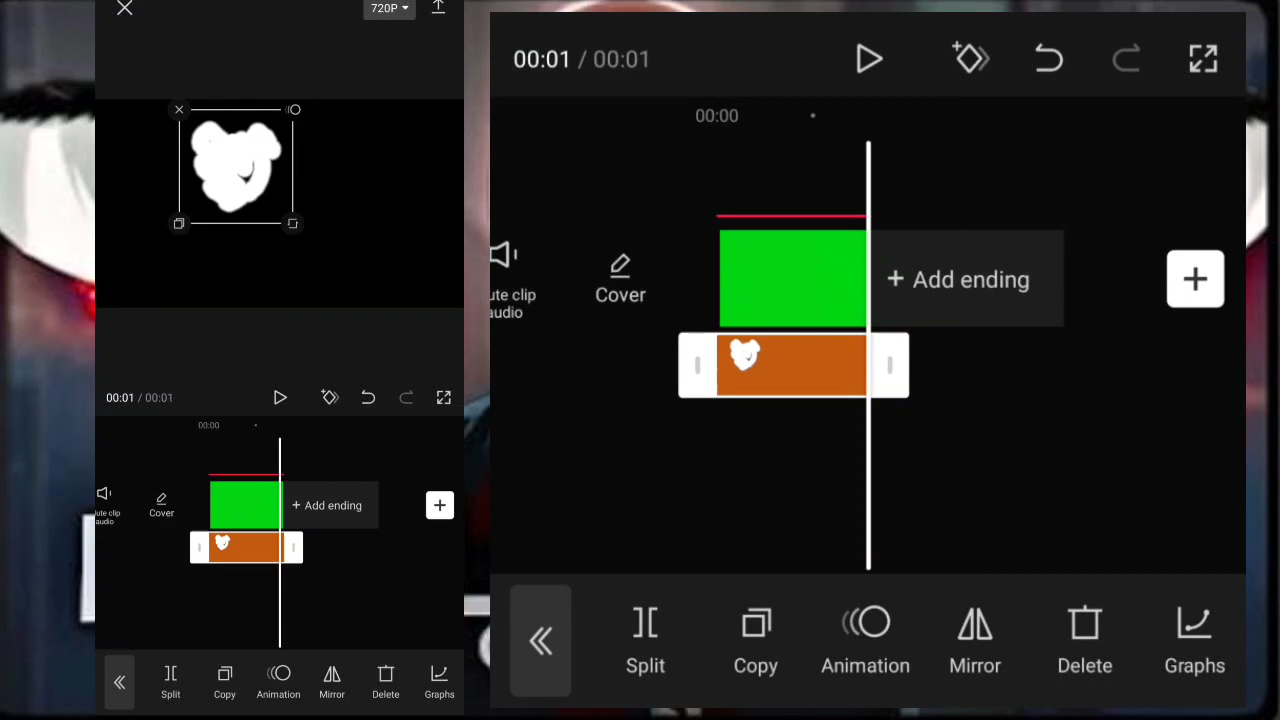 720P
00:01 / 00:01
00:00
ute clip
audio
Cover
+ Add ending
Split
Copy
Animation
Mirror
Delete
Graphs
00:01 / 00:01
00:00
ute clip
audio
Cover
+ Add ending
Split
Copy
Animation
Mirror
Delete
Graphs